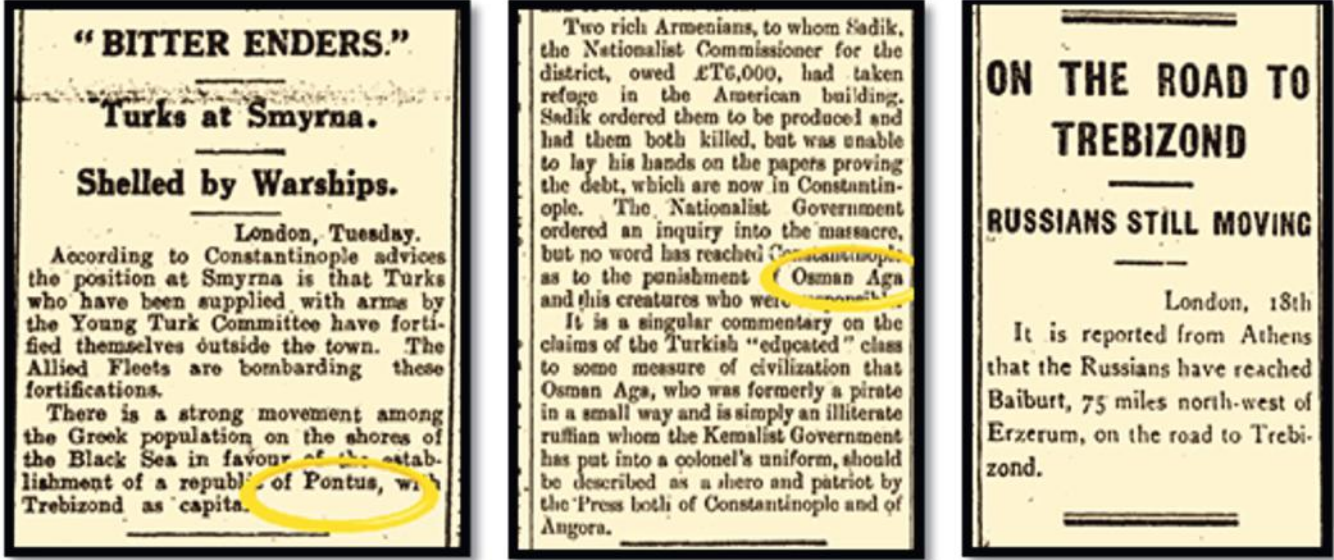 “BITTER ENDERS.”
Turks at Smyrna.
Shelled by Warships.
London, Tuesday.
According to Constantinople advices
the position at Smyrna is that Turks
who have been supplied with arms by
the Young Turk Committee have forti-
fied themselves outside the town. The
Allied Fleets are bombarding these
fortifications.
There is a strong movement among
the Greek population on the shores of
the Black Sea in favour of the estab-
lishment of a republic of Pontus, with
Trebizond as capital.
Two rich Armenians, to whom Sadik,
the Nationalist Commissioner for the
district, owed £T6,000, had taken
refuge in the American building.
Sadik ordered them to be produced and
had them both killed, but was unable
to lay his hands on the papers proving
the debt, which are now in Constantin-
ople. The Nationalist Government
ordered an inquiry into the massacre,
but no word has reached Constantinople
as to the punishment Osman Aga
and this creatures who were responsible
It is a singular commentary on the
claims of the Turkish “educated” class
to some measure of civilization that
Osman Aga, who was formerly a pirate
in a small way and is simply an illiterate
ruffian whom the Kemalist Government
has put into a colonel’s uniform, should
be described as a hero and patriot by
the Press both of Constantinople and of
Angora.
ON THE ROAD TO
TREBIZOND
RUSSIANS STILL MOVING
London, 18th
It is reported from Athens
that the Russians have reached
Baiburt, 75 miles north-west of
Erzerum, on the road to Trebi-
zond.